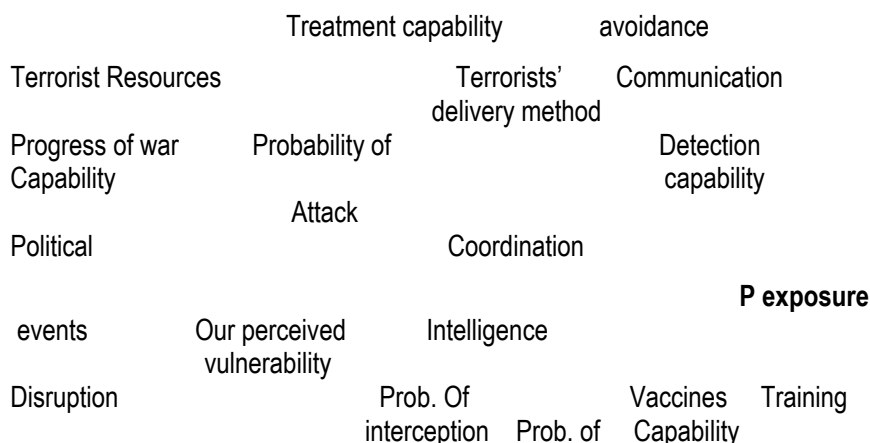 Treatment capability avoidance
Terrorist Resources Terrorists' Communication
delivery method
Progress of war Probability of Detection
Capability capability
Attack
Political Coordination
P exposure
events Our perceived Intelligence
vulnerability
Disruption Prob. Of Vaccines Training
interception Prob. of Capability